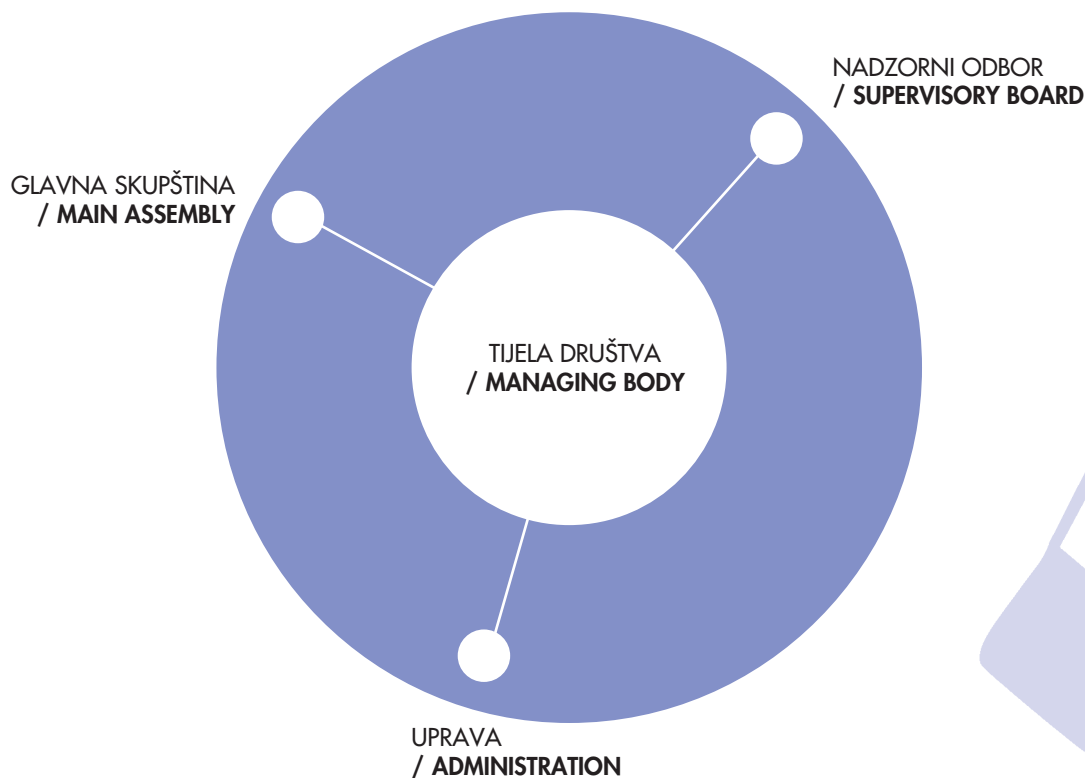 NADZORNI ODBOR
/ SUPERVISORY BOARD
GLAVNA SKUPŠTINA
/ MAIN ASSEMBLY
TIJELA DRUŠTVA
/ MANAGING BODY
UPRAVA
/ ADMINISTRATION